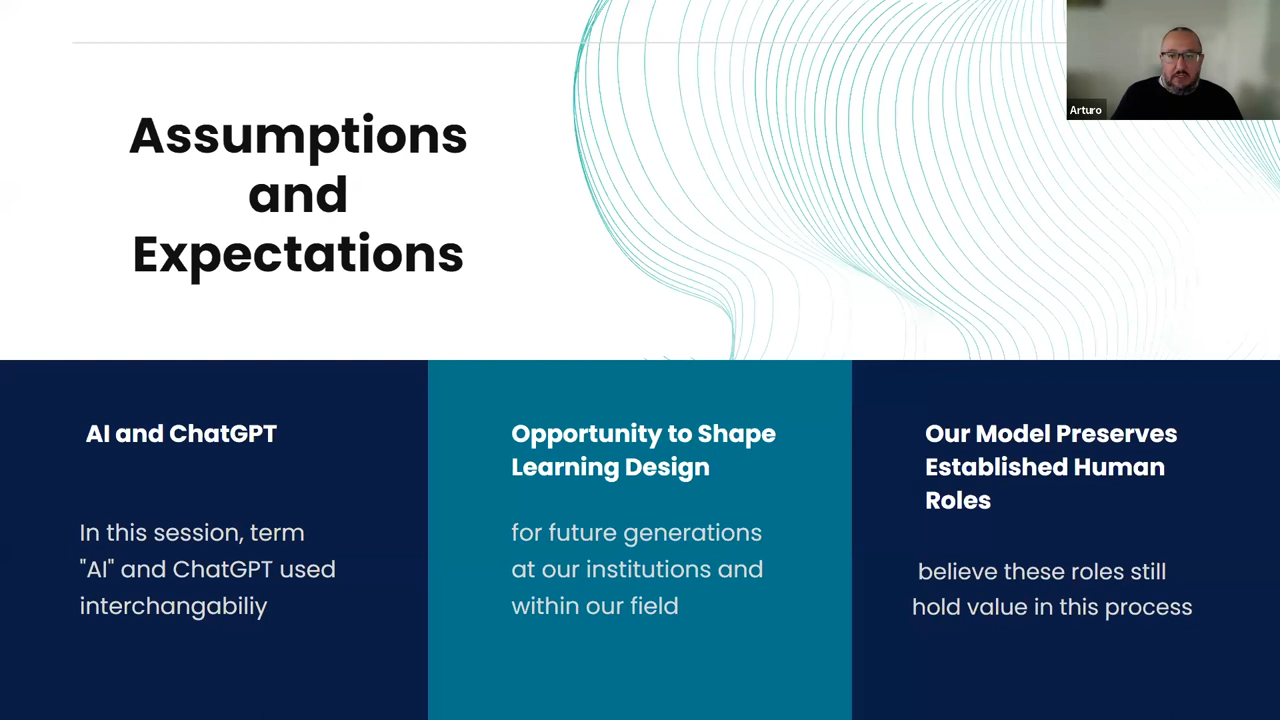 Arturo
Assumptions
and
Expectations
AI and ChatGPT
In this session, term
"AI" and ChatGPT used
interchangabiliy
Opportunity to Shape
Learning Design
for future generations
at our institutions and
within our field
Our Model Preserves
Established Human
Roles
believe these roles still
hold value in this process